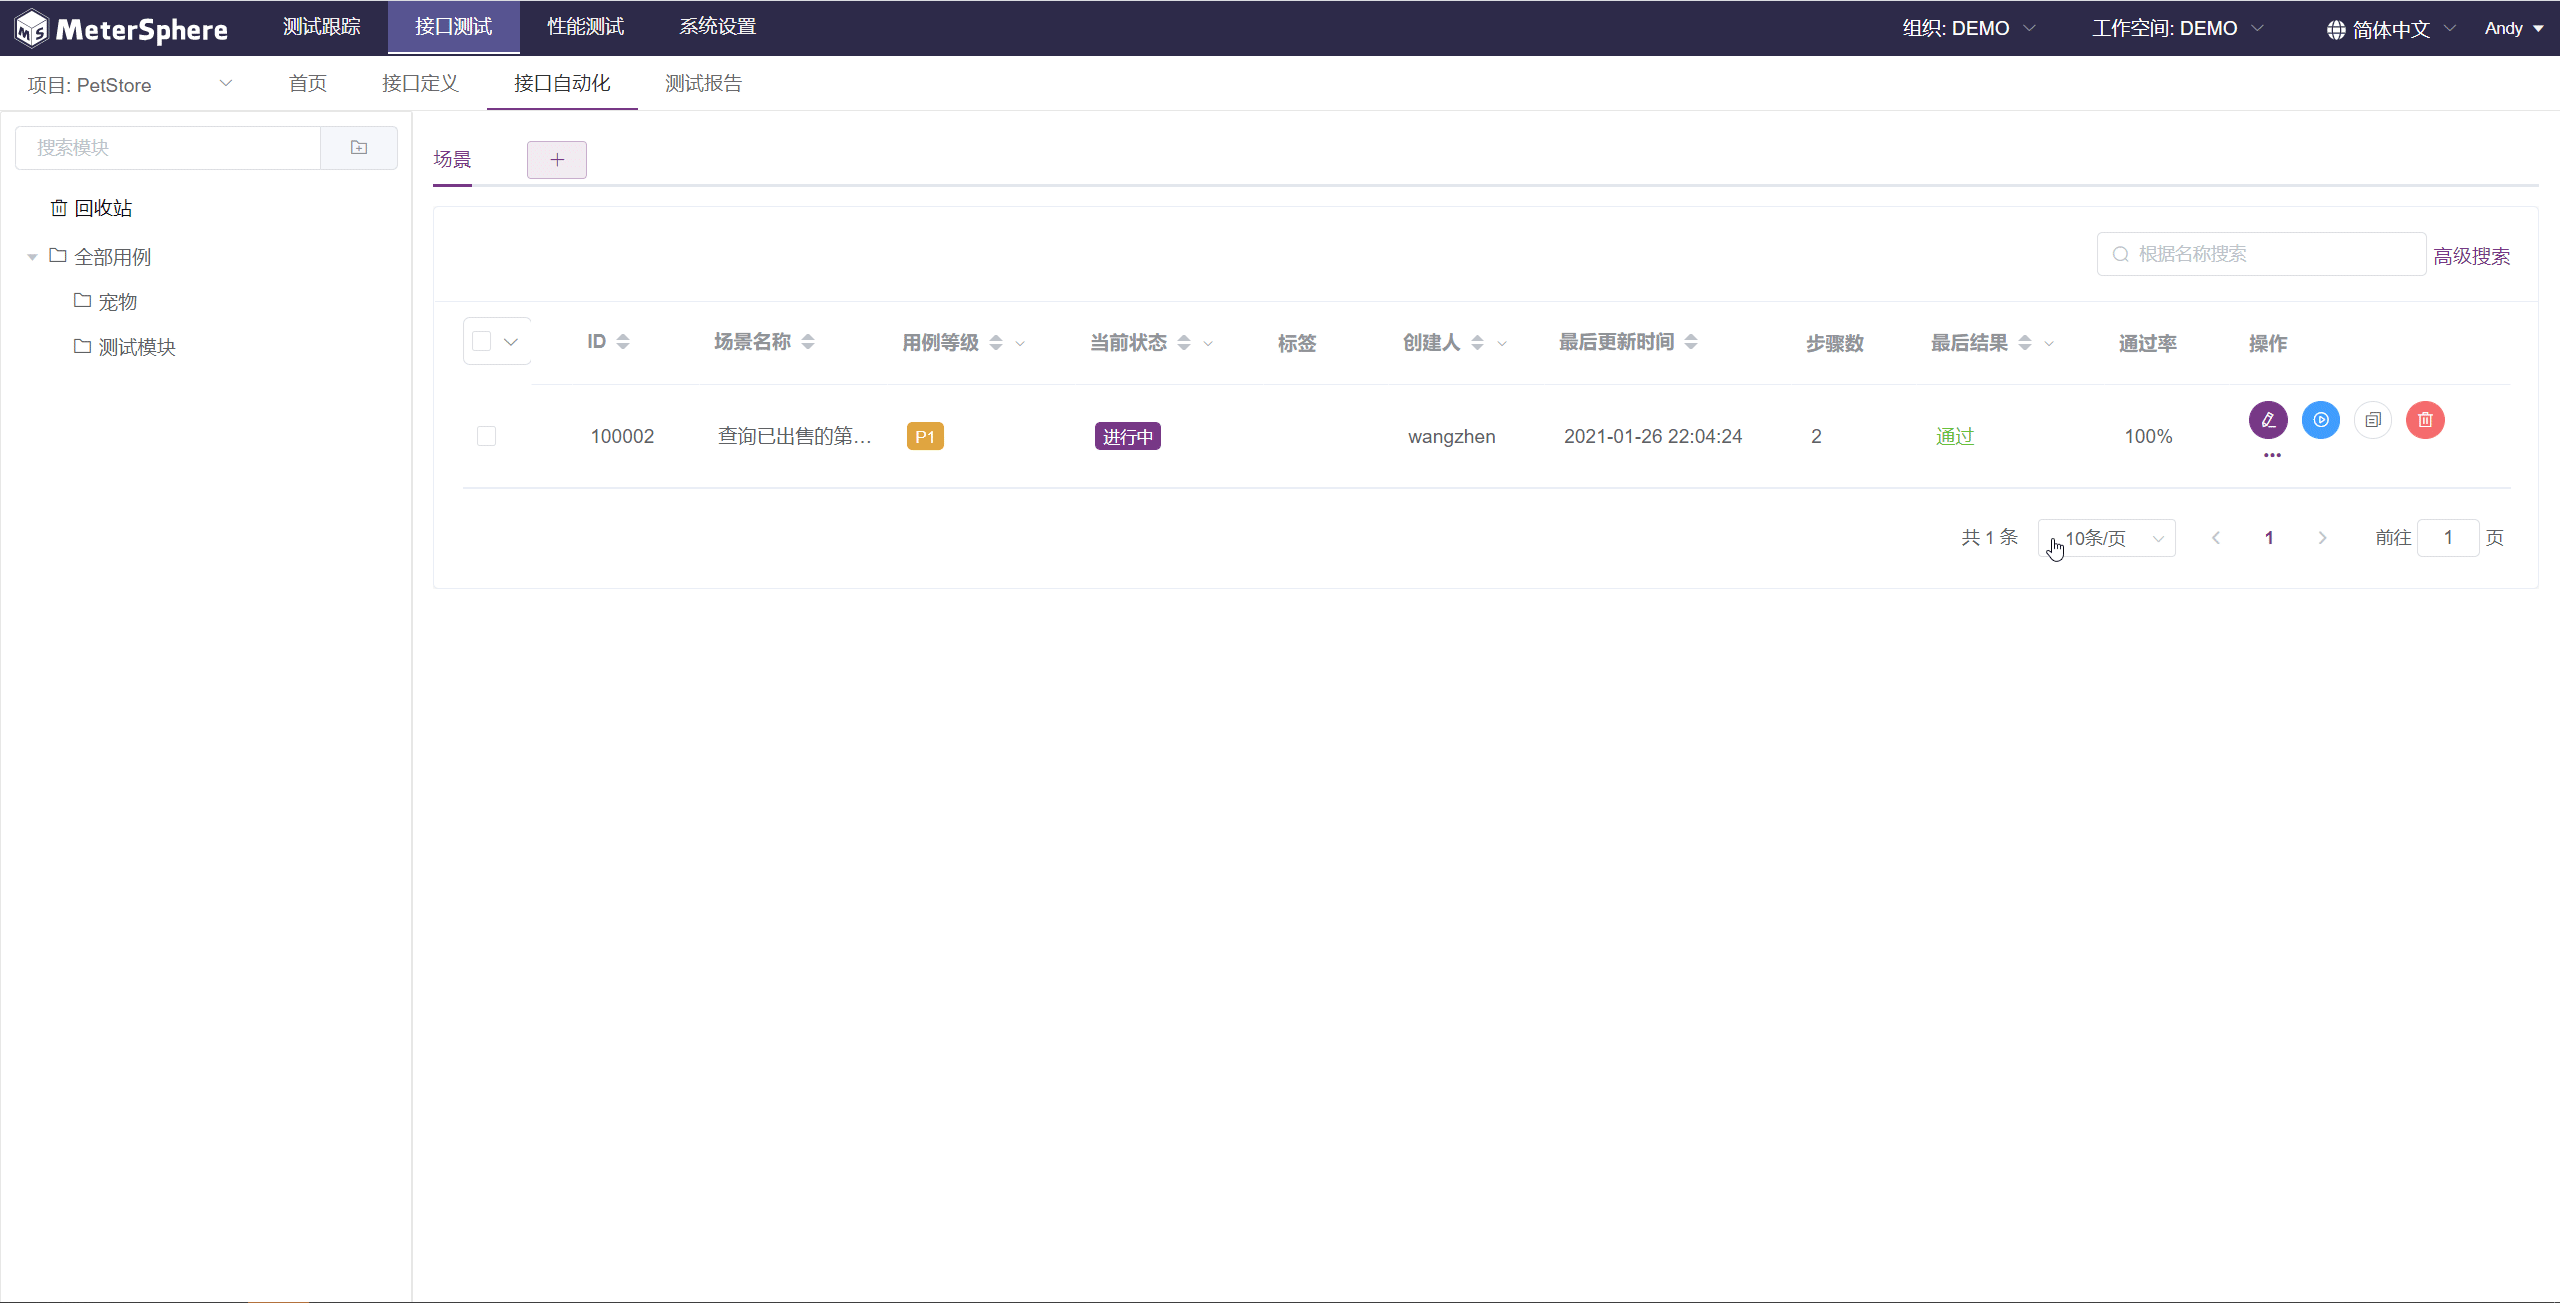 MeterSphere 测试跟踪 接口测试 性能测试 系统设置 组织: DEMO 工作空间: DEMO 简体中文 Andy
项目: PetStore 首页 接口定义 接口自动化 测试报告
搜索模块
回收站
全部用例
宠物
测试模块
场景
根据名称搜索 高级搜索
ID 场景名称 用例等级 当前状态 标签 创建人 最后更新时间 步骤数 最后结果 通过率 操作
100002 查询已出售的第... P1 进行中 wangzhen 2021-01-26 22:04:24 2 通过 100%
共 1 条 10条/页 1 前往 1 页